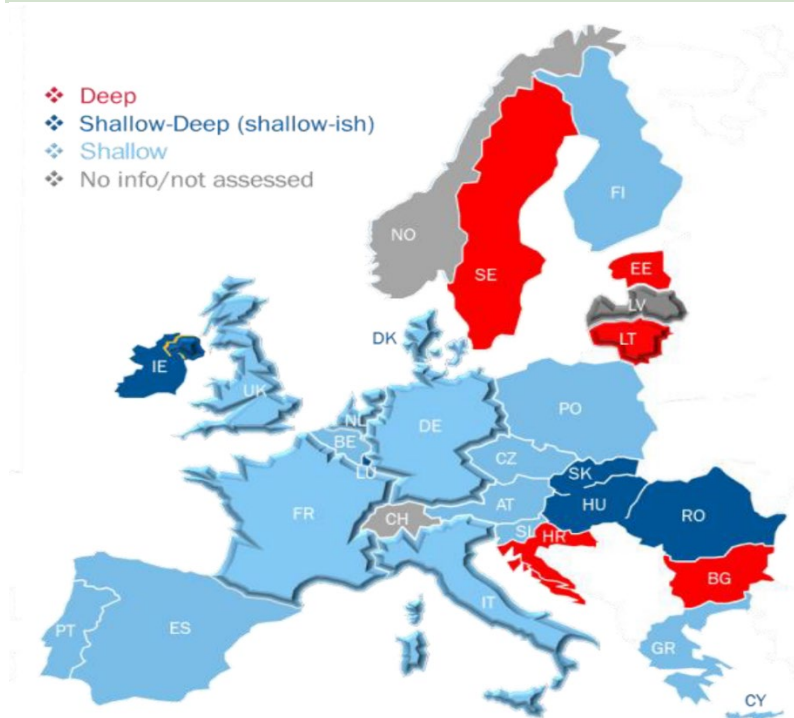 ❖ Deep
❖ Shallow-Deep (shallow-ish)
❖ Shallow
❖ No info/not assessed
FI
NO
SE
EE
LV
DK
LT
IE
UK
NL
PO
DE
BE
CZ
LU
SK
AT
HU
FR
CH
RO
SL
HR
BG
IT
PT
ES
GR
CY